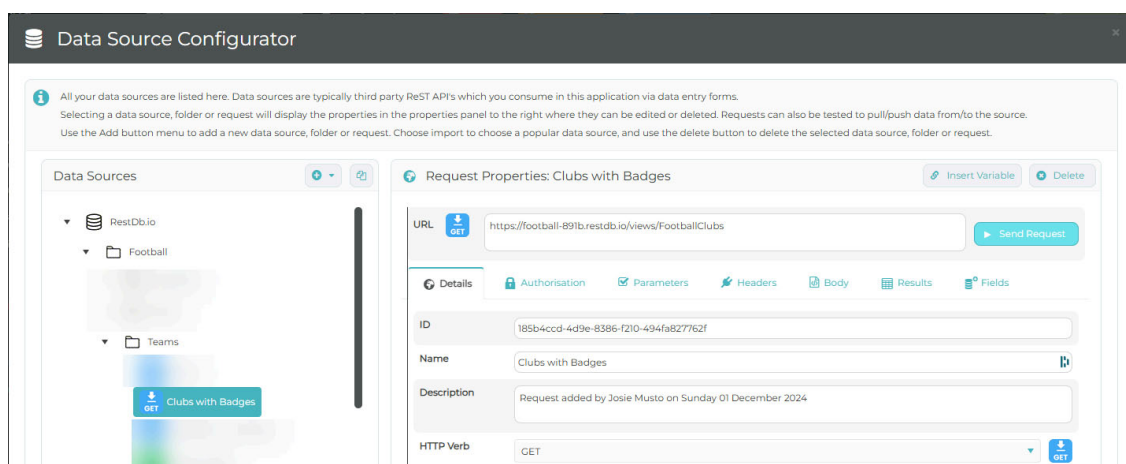 Data Source Configurator
×
All your data sources are listed here. Data sources are typically third party ReST API's which you consume in this application via data entry forms.
Selecting a data source, folder or request will display the properties in the properties panel to the right where they can be edited or deleted. Requests can also be tested to pull/push data from/to the source.
Use the Add button menu to add a new data source, folder or request. Choose import to choose a popular data source, and use the delete button to delete the selected data source, folder or request.
Data Sources
RestDb.io
Football
Teams
GET Clubs with Badges
Request Properties: Clubs with Badges
Insert Variable
Delete
URL
GET
https://football-891b.restdb.io/views/FootballClubs
Send Request
Details
Authorisation
Parameters
Headers
Body
Results
Fields
ID
185b4ccd-4d9e-8386-f210-494fa827762f
Name
Clubs with Badges
Description
Request added by Josie Musto on Sunday 01 December 2024
HTTP Verb
GET
GET